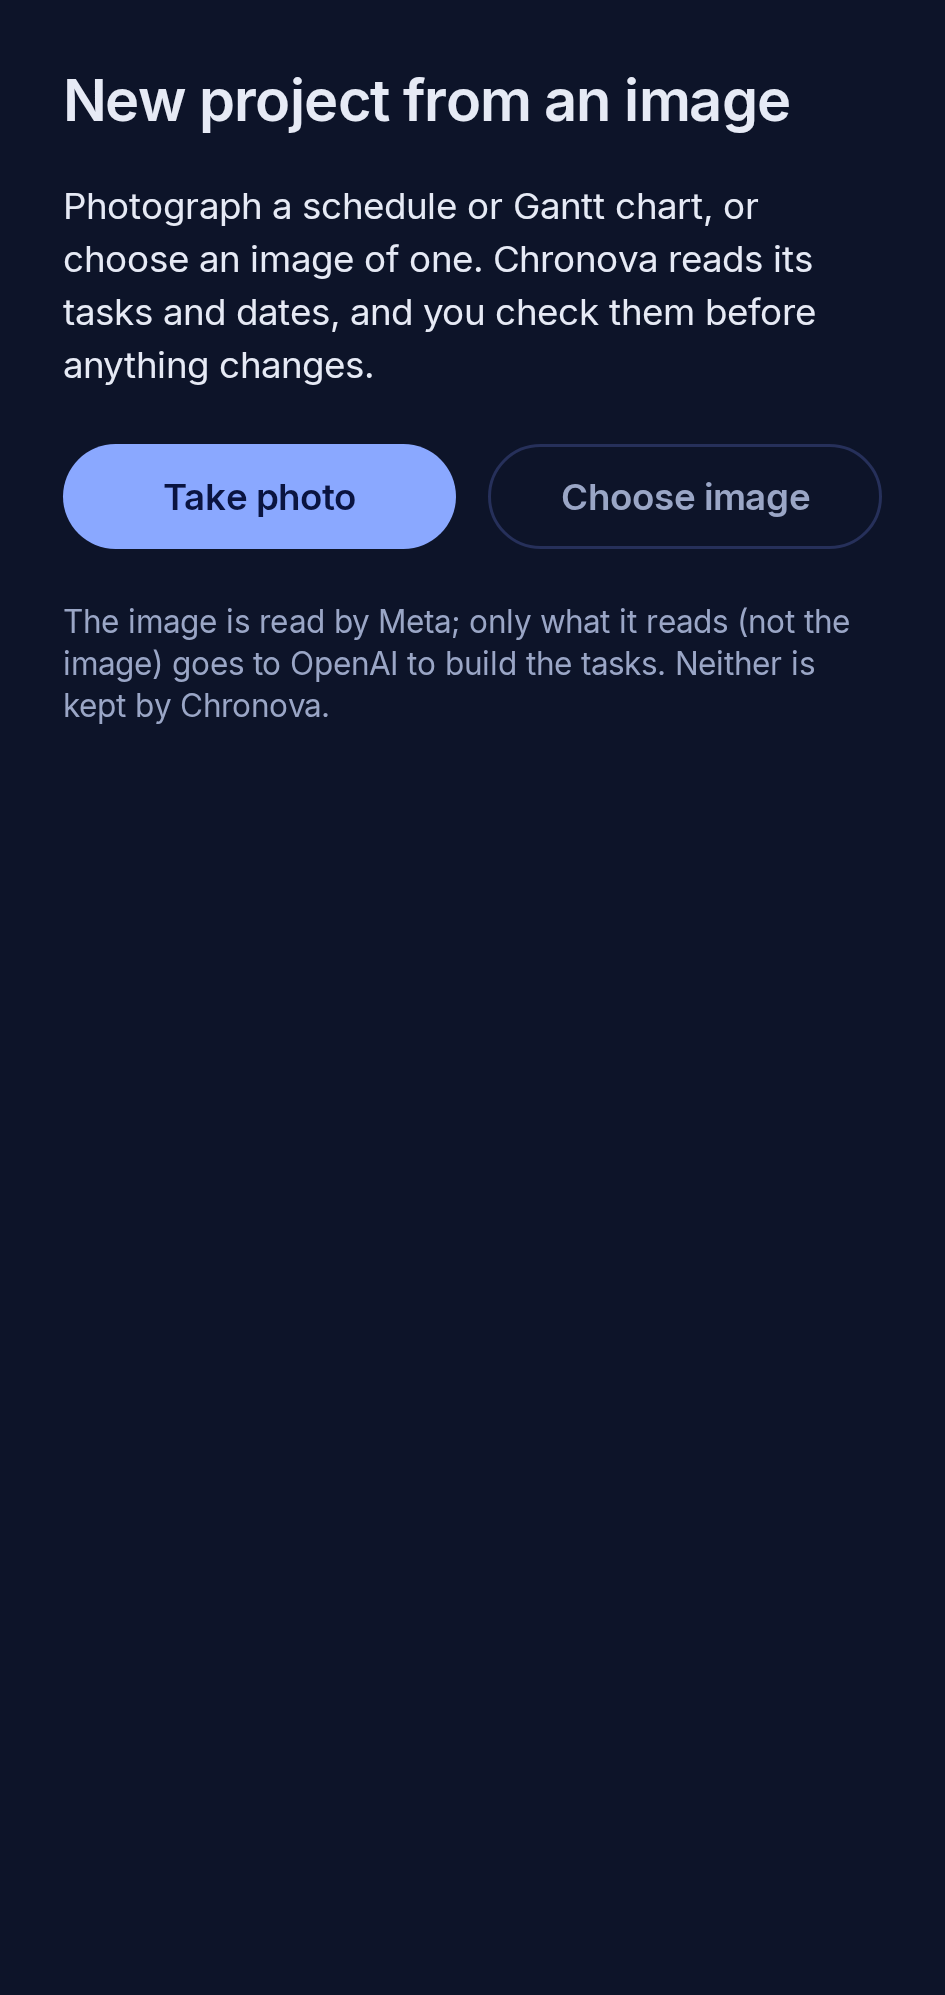 New project from an image
Photograph a schedule or Gantt chart, or
choose an image of one. Chronova reads its
tasks and dates, and you check them before
anything changes.
Take photo
Choose image
The image is read by Meta; only what it reads (not the
image) goes to OpenAI to build the tasks. Neither is
kept by Chronova.